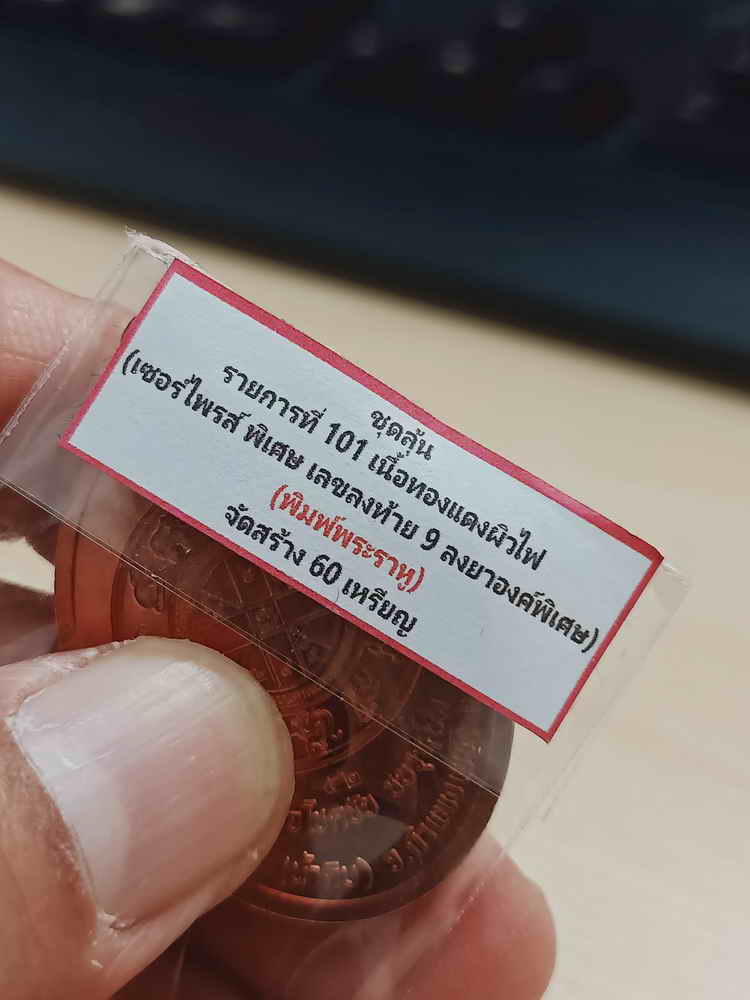 ชุดลุ้น
รายการที่ 101 เนื้อทองแดงผิวไฟ
(เซอร์ไพรส์ พิเศษ เลขลงท้าย 9 ลงยาองค์พิเศษ)
(พิมพ์พระราหู)
จัดสร้าง 60 เหรียญ